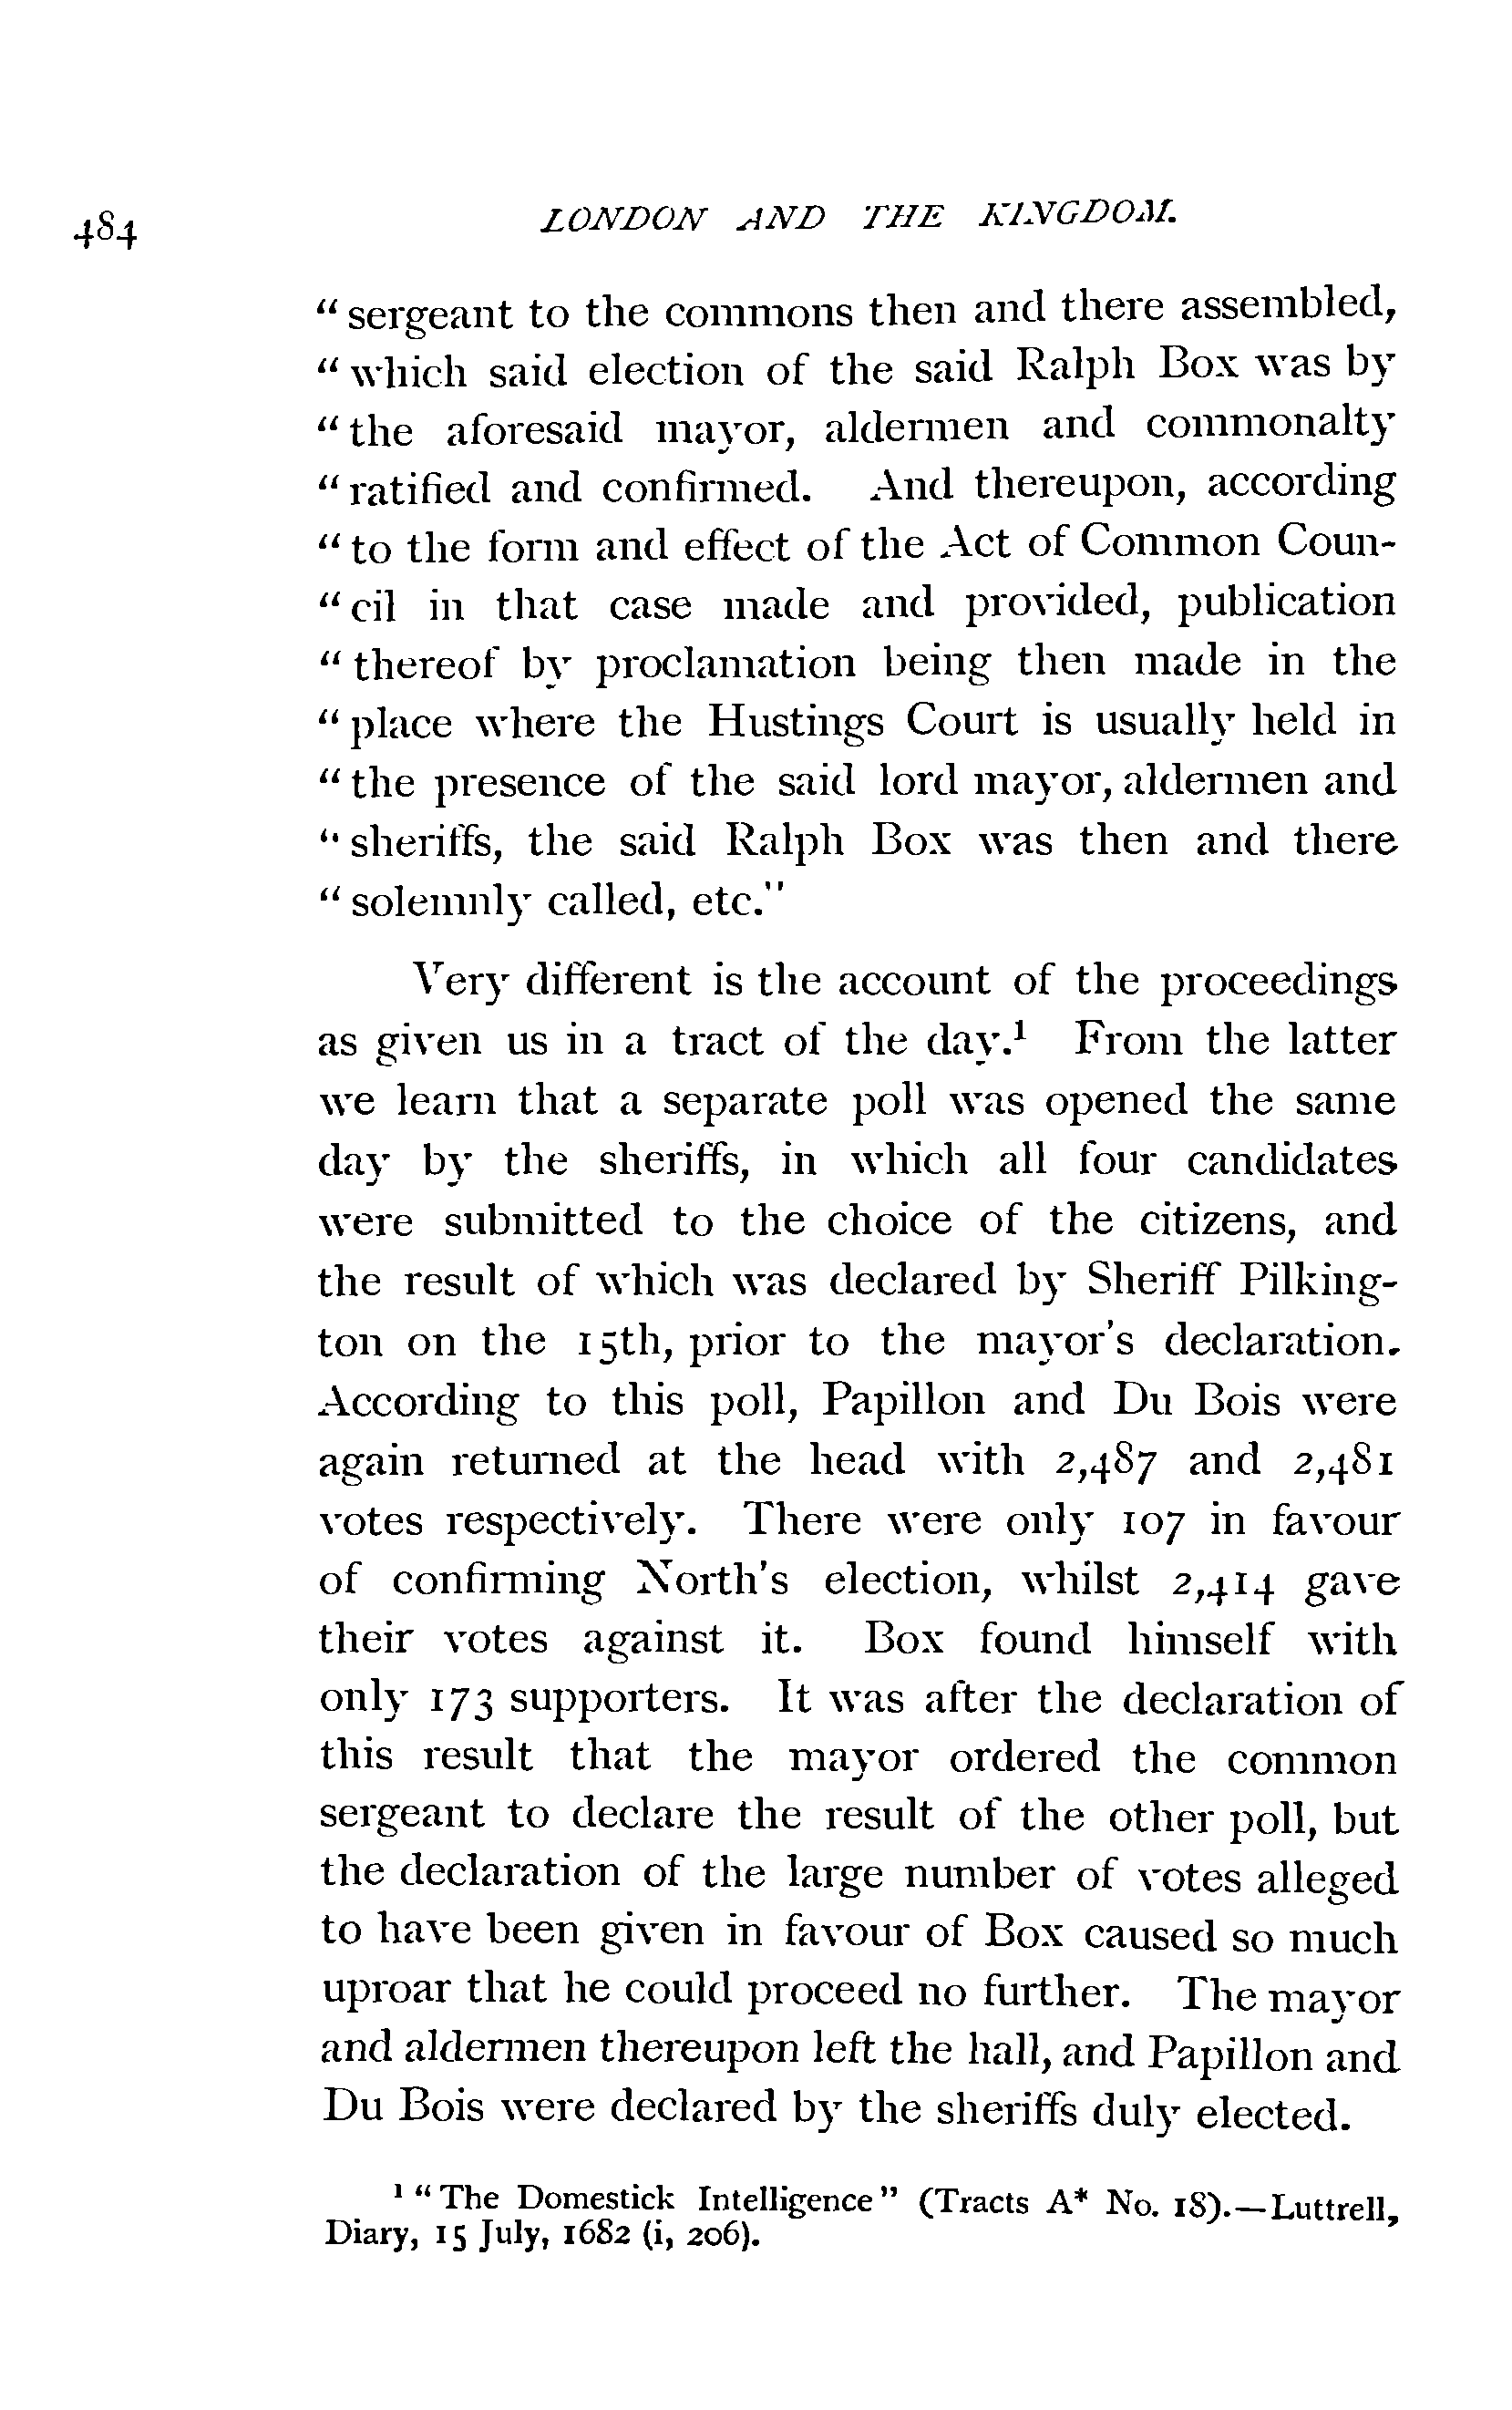 484
LONDON AND THE KINGDOM.
" sergeant to the commons then and there assembled,
" which said election of the said Ralph Box was by
" the aforesaid mayor, aldermen and commonalty
" ratified and confirmed. And thereupon, according
" to the form and effect of the Act of Common Coun-
" cil in that case made and provided, publication
" thereof by proclamation being then made in the
" place where the Hustings Court is usually held in
" the presence of the said lord mayor, aldermen and
" sheriffs, the said Ralph Box was then and there
" solemnly called, etc."
Very different is the account of the proceedings
as given us in a tract of the day.¹ From the latter
we learn that a separate poll was opened the same
day by the sheriffs, in which all four candidates
were submitted to the choice of the citizens, and
the result of which was declared by Sheriff Pilking-
ton on the 15th, prior to the mayor's declaration.
According to this poll, Papillon and Du Bois were
again returned at the head with 2,487 and 2,481
votes respectively. There were only 107 in favour
of confirming North's election, whilst 2,414 gave
their votes against it. Box found himself with
only 173 supporters. It was after the declaration of
this result that the mayor ordered the common
sergeant to declare the result of the other poll, but
the declaration of the large number of votes alleged
to have been given in favour of Box caused so much
uproar that he could proceed no further. The mayor
and aldermen thereupon left the hall, and Papillon and
Du Bois were declared by the sheriffs duly elected.
¹ "The Domestick Intelligence" (Tracts A* No. 18).—Luttrell,
Diary, 15 July, 1682 (i, 206).